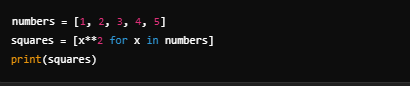 numbers = [1, 2, 3, 4, 5]
squares = [x**2 for x in numbers]
print(squares)